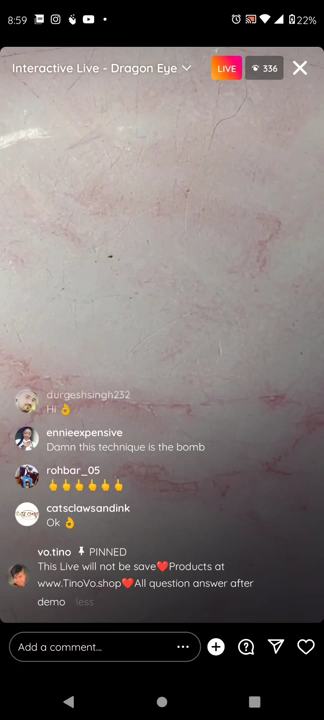 8:59
22%
Interactive Live - Dragon Eye
LIVE
336
durgeshsingh232
Hi 👌
ennieexpensive
Damn this technique is the bomb
rohbar_05
👆👆👆👆👆👆
catsclawsandink
Ok 👌
vo.tino PINNED
This Live will not be save❤️Products at
www.TinoVo.shop❤️All question answer after
demo less
Add a comment...